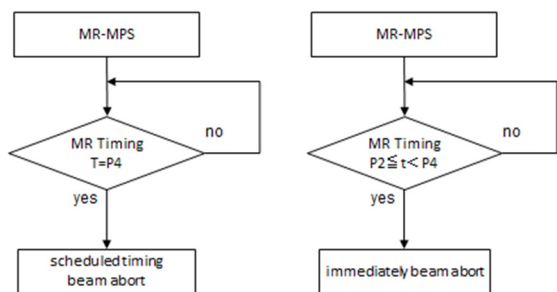 MR-MPS
no
MR Timing
T=P4
yes
scheduled timing
beam abort
MR-MPS
no
MR Timing
P2≦t<P4
yes
immediately beam abort